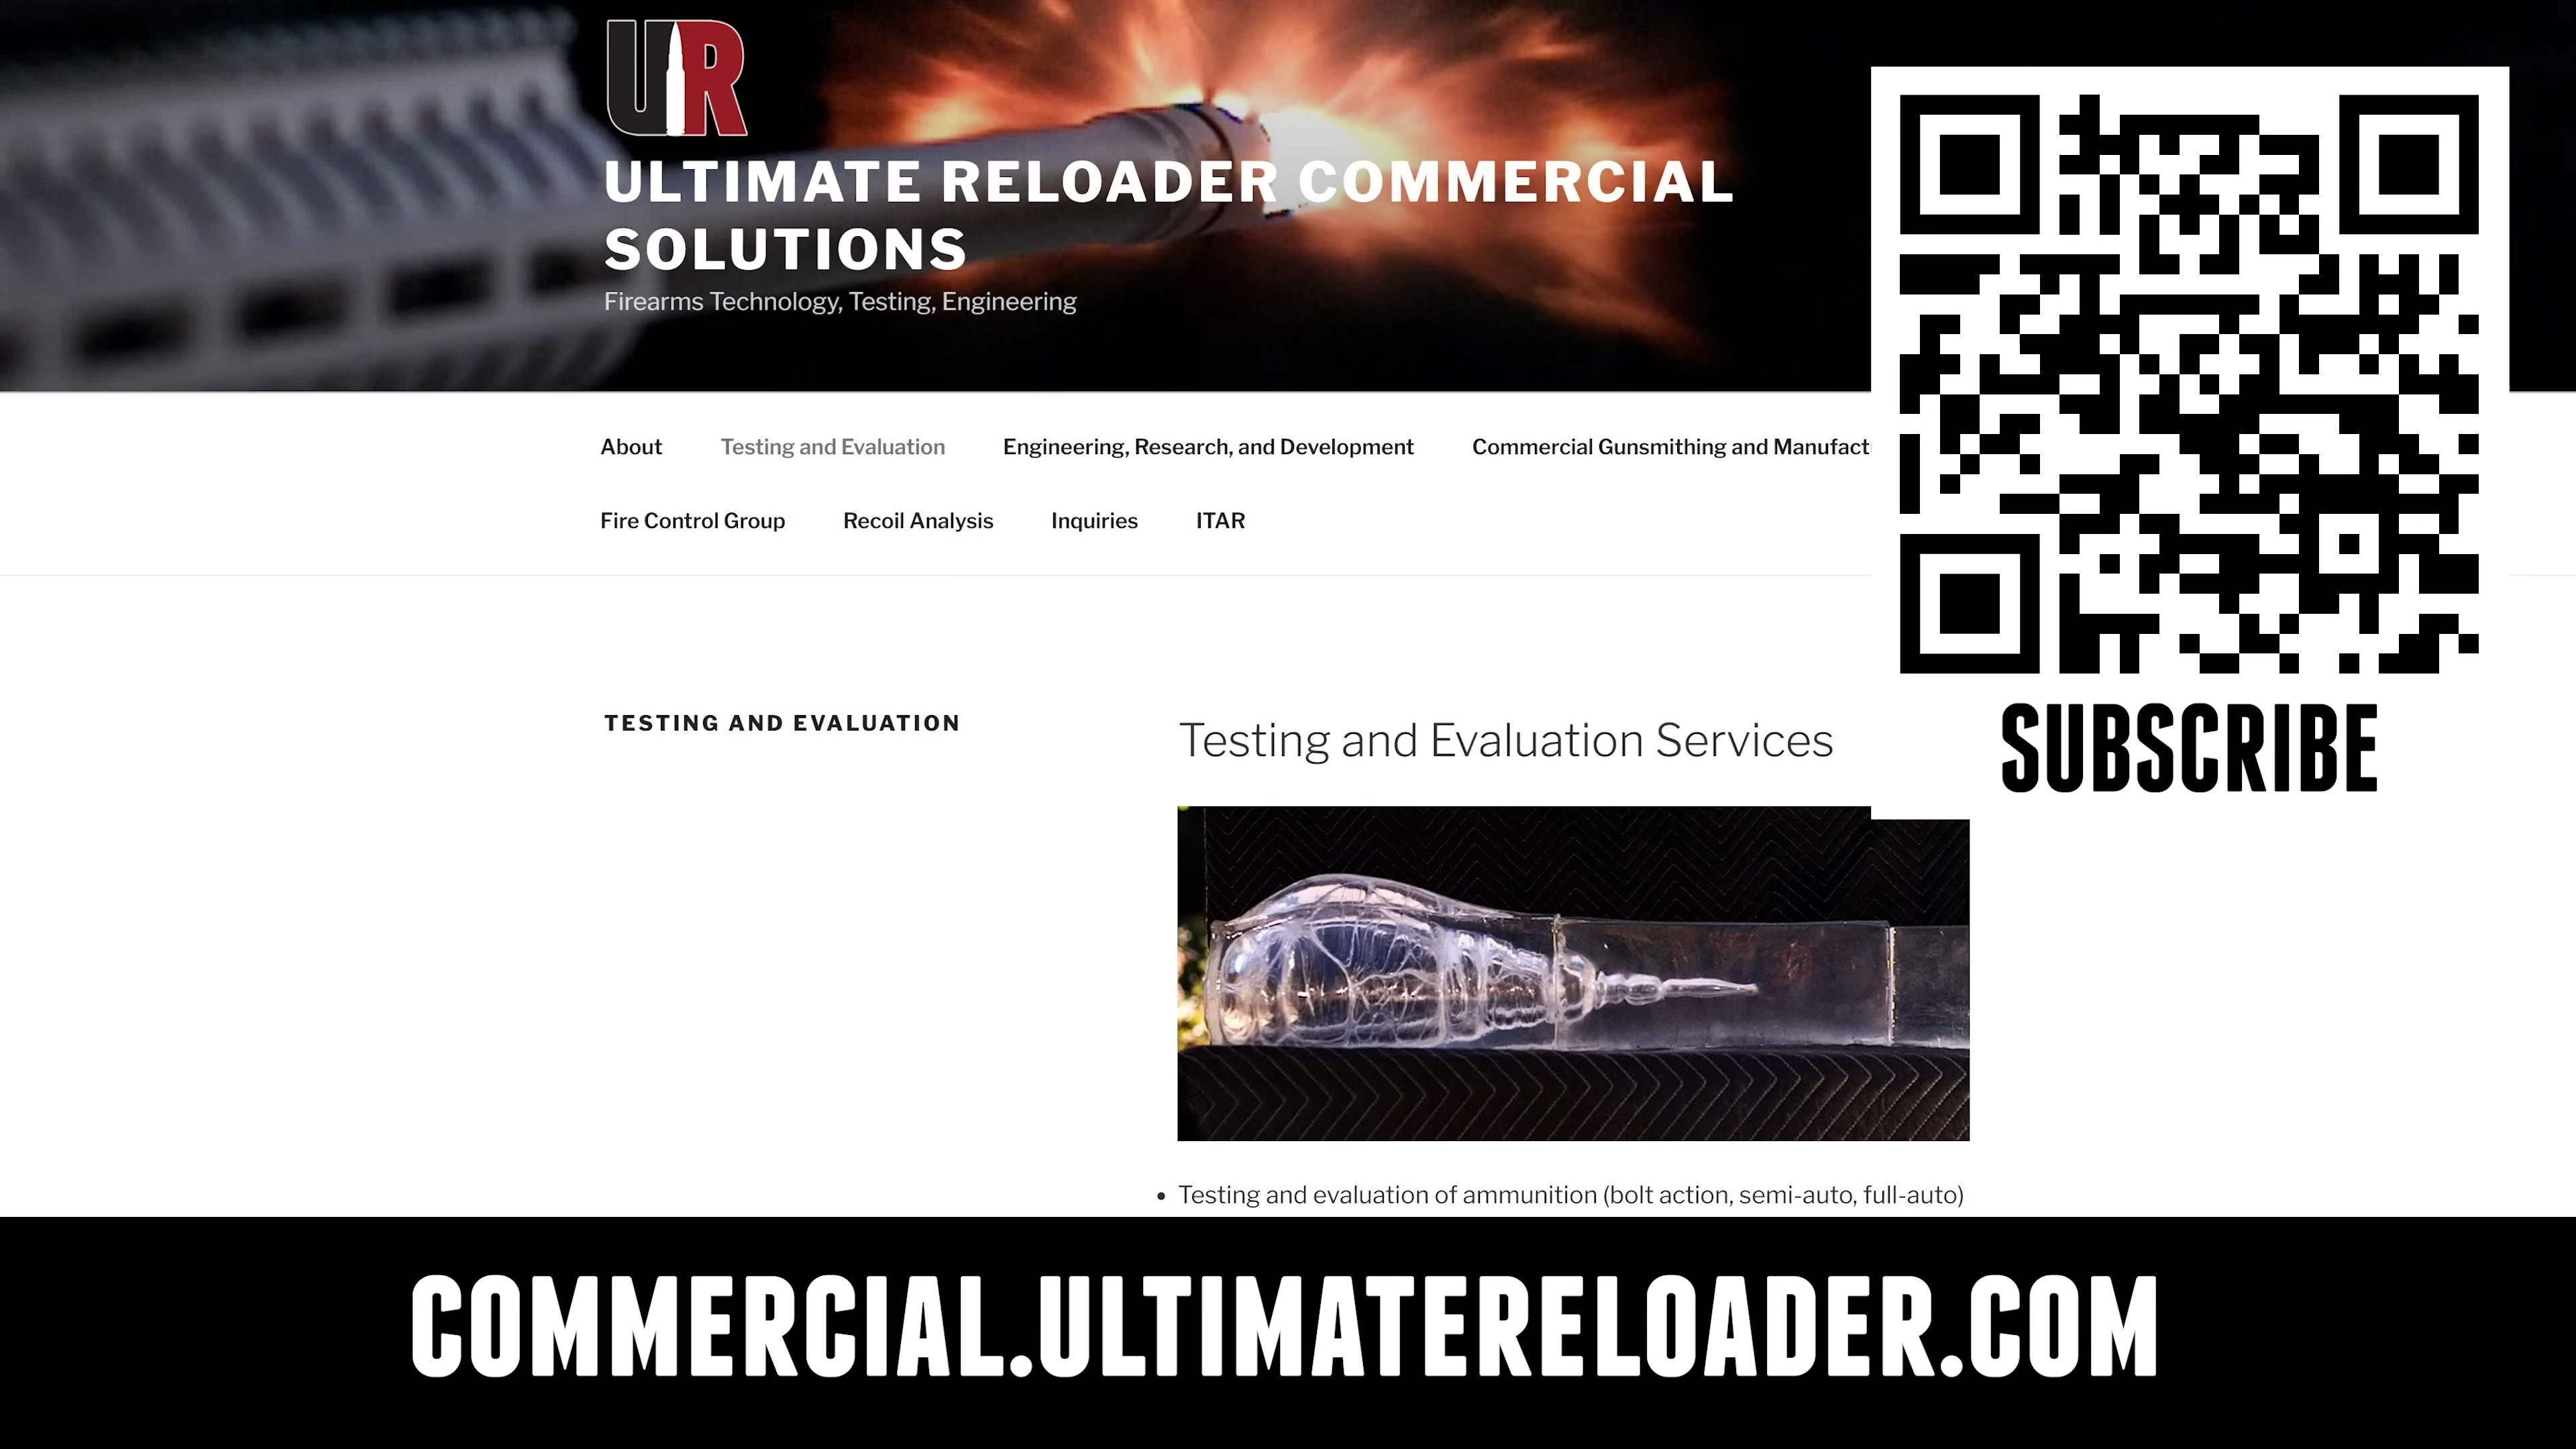 UR
ULTIMATE RELOADER COMMERCIAL
SOLUTIONS
Firearms Technology, Testing, Engineering
About Testing and Evaluation Engineering, Research, and Development Commercial Gunsmithing and
Fire Control Group Recoil Analysis Inquiries ITAR
SUBSCRIBE
TESTING AND EVALUATION
Testing and Evaluation Services
• Testing and evaluation of ammunition (bolt action, semi-auto, full-auto)
COMMERCIAL.ULTIMATERELOADER.COM